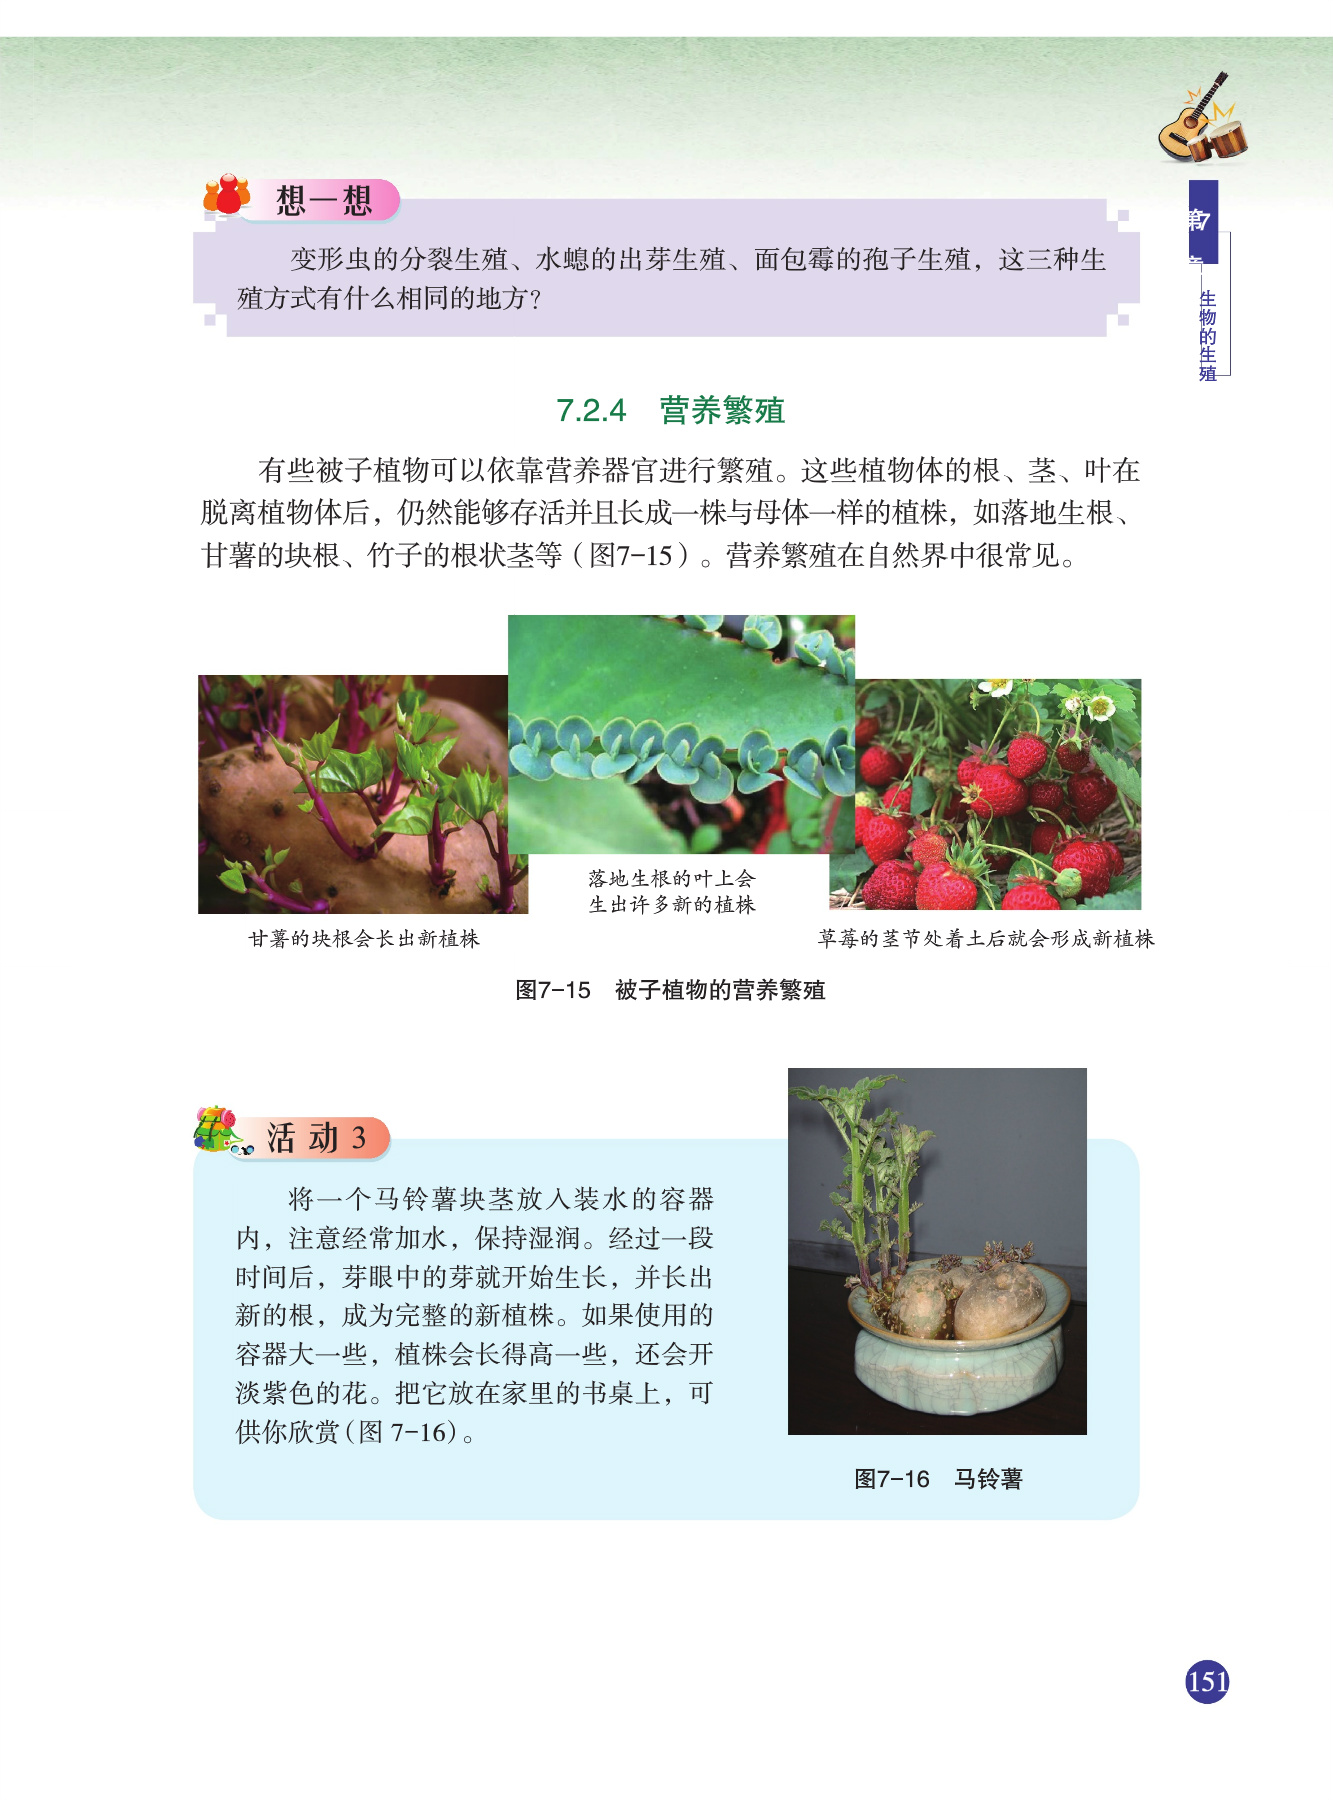 想一想
变形虫的分裂生殖、水螅的出芽生殖、面包霉的孢子生殖，这三种生
殖方式有什么相同的地方？
第7章
生物的生殖
7.2.4 营养繁殖
有些被子植物可以依靠营养器官进行繁殖。这些植物体的根、茎、叶在
脱离植物体后，仍然能够存活并且长成一株与母体一样的植株，如落地生根、
甘薯的块根、竹子的根状茎等（图7-15）。营养繁殖在自然界中很常见。
落地生根的叶上会
生出许多新的植株
甘薯的块根会长出新植株
草莓的茎节处着土后就会形成新植株
图7-15 被子植物的营养繁殖
活动3
将一个马铃薯块茎放入装水的容器
内，注意经常加水，保持湿润。经过一段
时间后，芽眼中的芽就开始生长，并长出
新的根，成为完整的新植株。如果使用的
容器大一些，植株会长得高一些，还会开
淡紫色的花。把它放在家里的书桌上，可
供你欣赏（图 7-16）。
图7-16 马铃薯
151